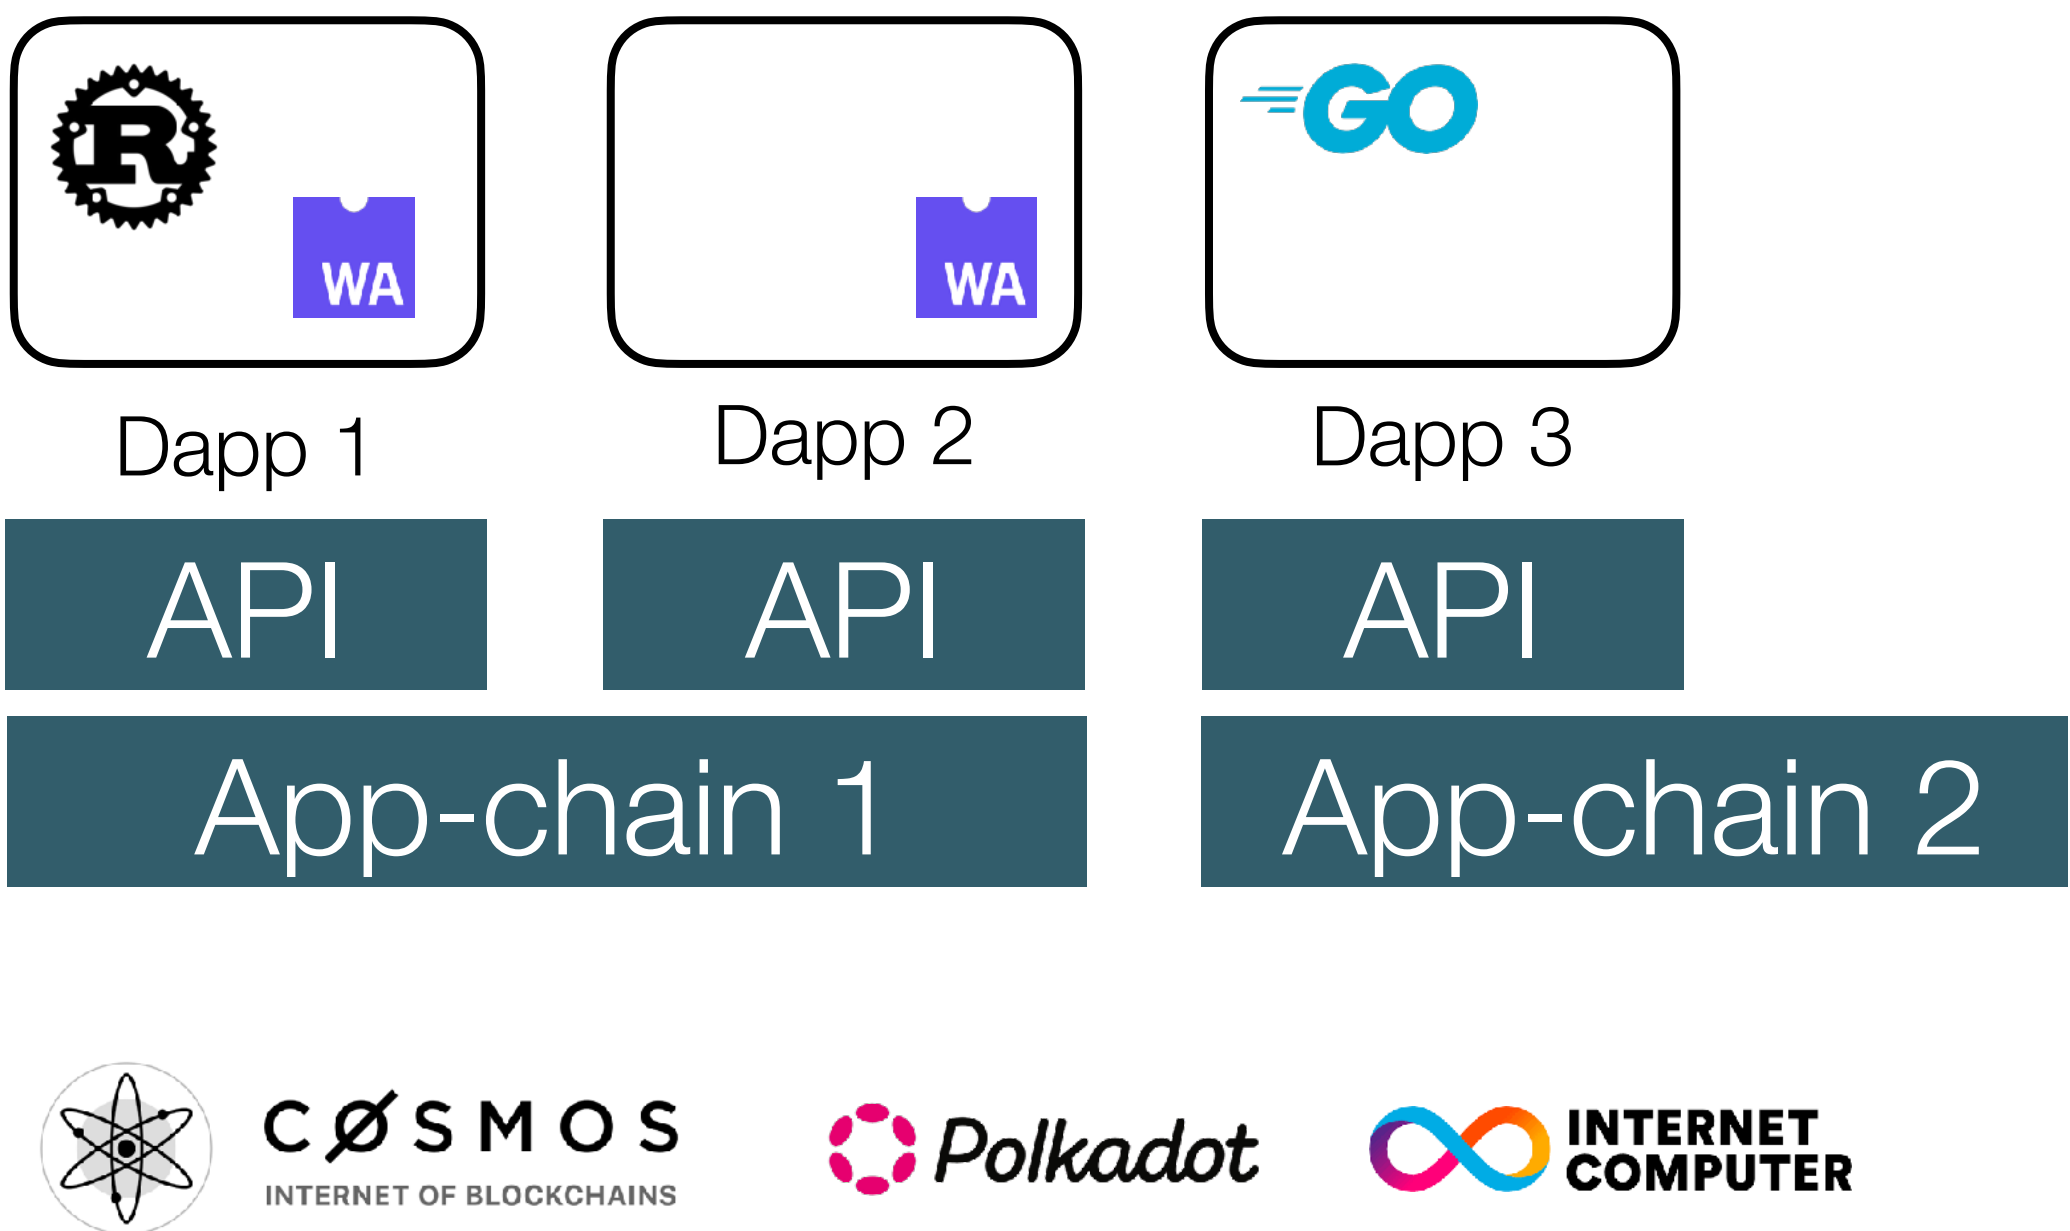 R
WA
WA
GO
Dapp 1
Dapp 2
Dapp 3
API
API
API
App-chain 1
App-chain 2
CØSMOS
INTERNET OF BLOCKCHAINS
Polkadot
INTERNET
COMPUTER